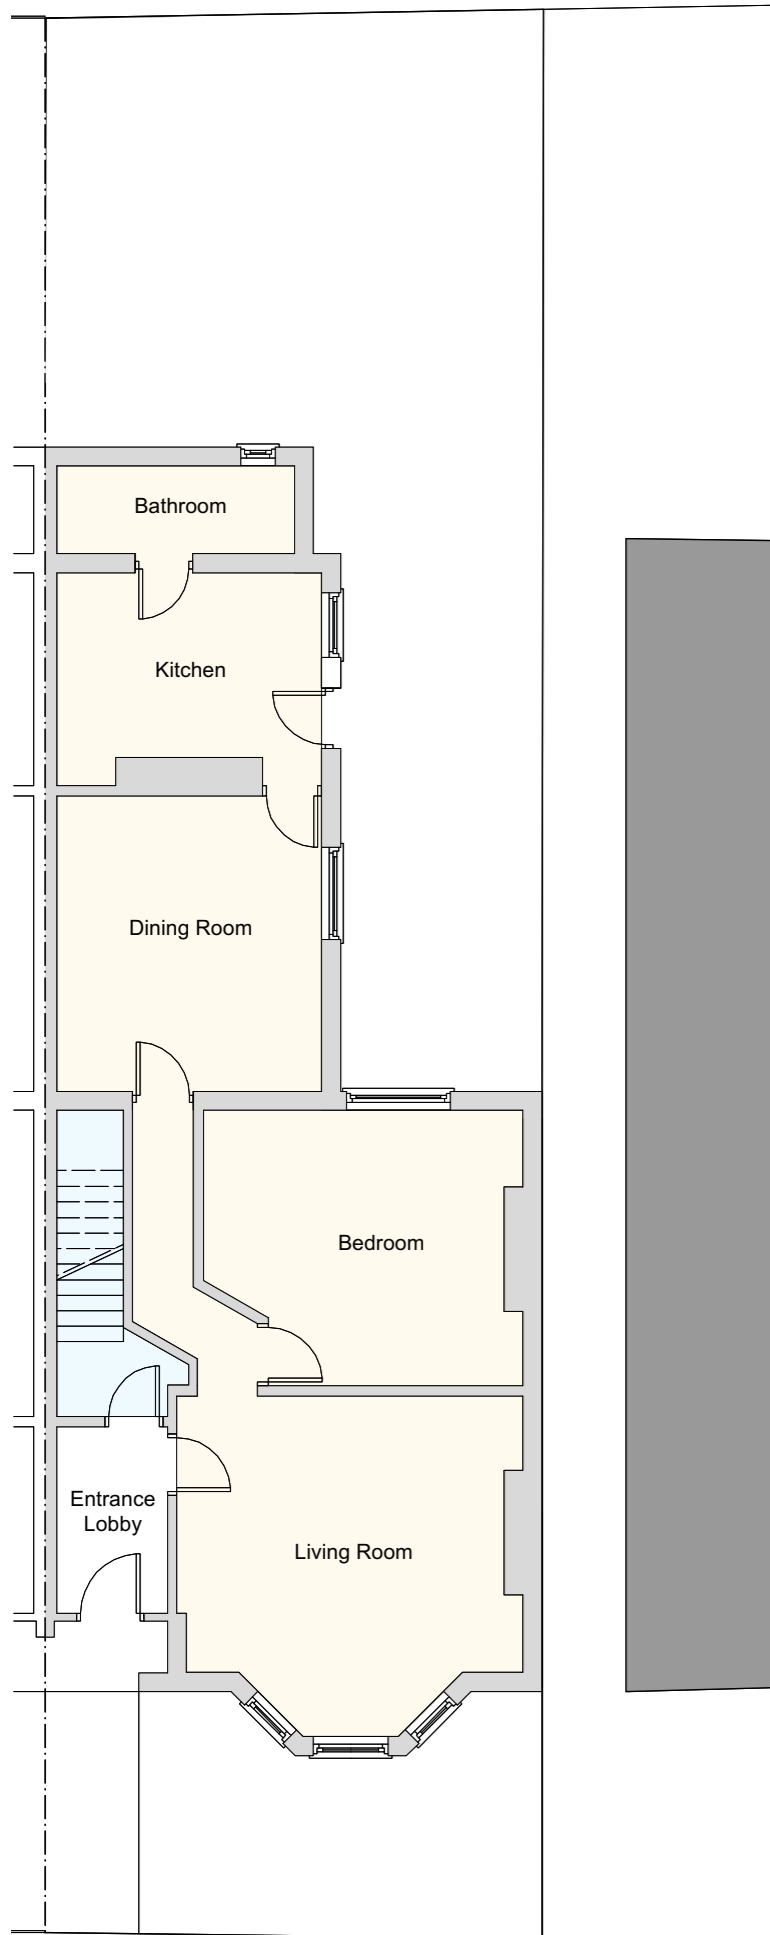 Bathroom
Kitchen
Dining Room
Bedroom
Entrance
Lobby
Living Room